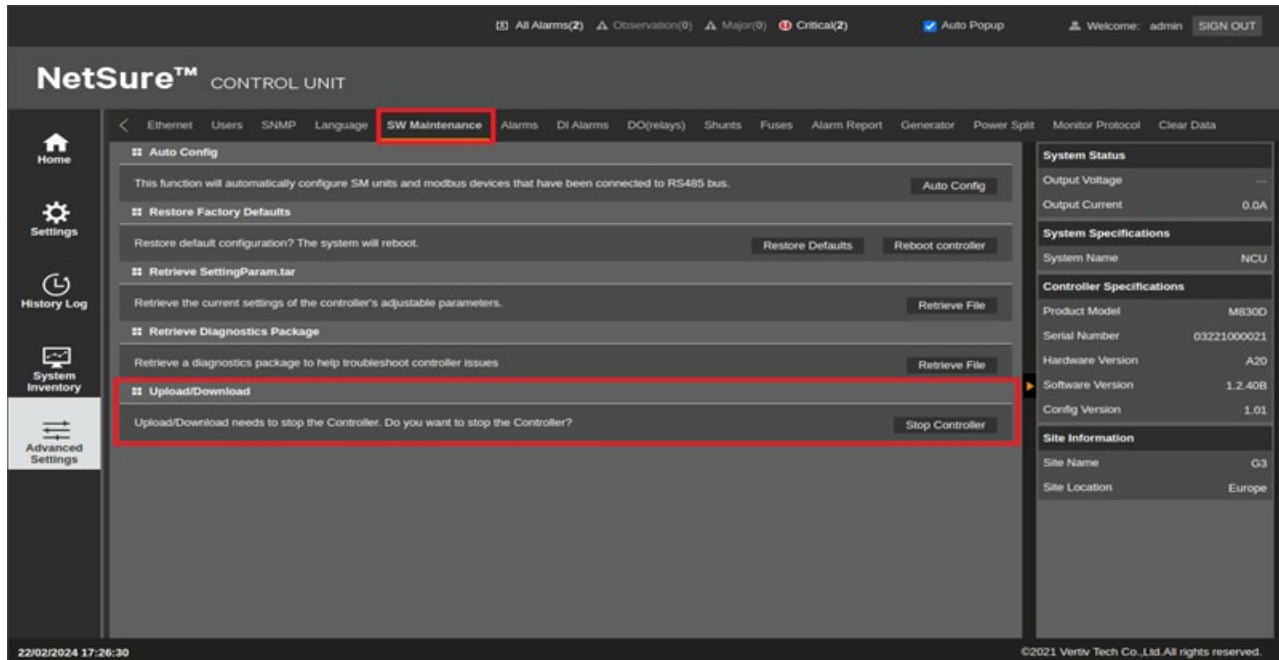 All Alarms(2) Observation(0) Major(0) Critical(2) Auto Popup Welcome: admin SIGN OUT
NetSure™ CONTROL UNIT
Ethernet Users SNMP Language SW Maintenance Alarms DI Alarms DO(relays) Shunts Fuses Alarm Report Generator Power Split Monitor Protocol Clear Data
Home
Settings
History Log
System
Inventory
Advanced
Settings
Auto Config
This function will automatically configure SM units and modbus devices that have been connected to RS485 bus. Auto Config
Restore Factory Defaults
Restore default configuration? The system will reboot. Restore Defaults Reboot controller
Retrieve SettingParam.tar
Retrieve the current settings of the controller's adjustable parameters. Retrieve File
Retrieve Diagnostics Package
Retrieve a diagnostics package to help troubleshoot controller issues Retrieve File
Upload/Download
Upload/Download needs to stop the Controller. Do you want to stop the Controller? Stop Controller
System Status
Output Voltage ---
Output Current 0.0A
System Specifications
System Name NCU
Controller Specifications
Product Model M830D
Serial Number 03221000021
Hardware Version A20
Software Version 1.2.40B
Config Version 1.01
Site Information
Site Name G3
Site Location Europe
22/02/2024 17:26:30 ©2021 Vertiv Tech Co.,Ltd.All rights reserved.